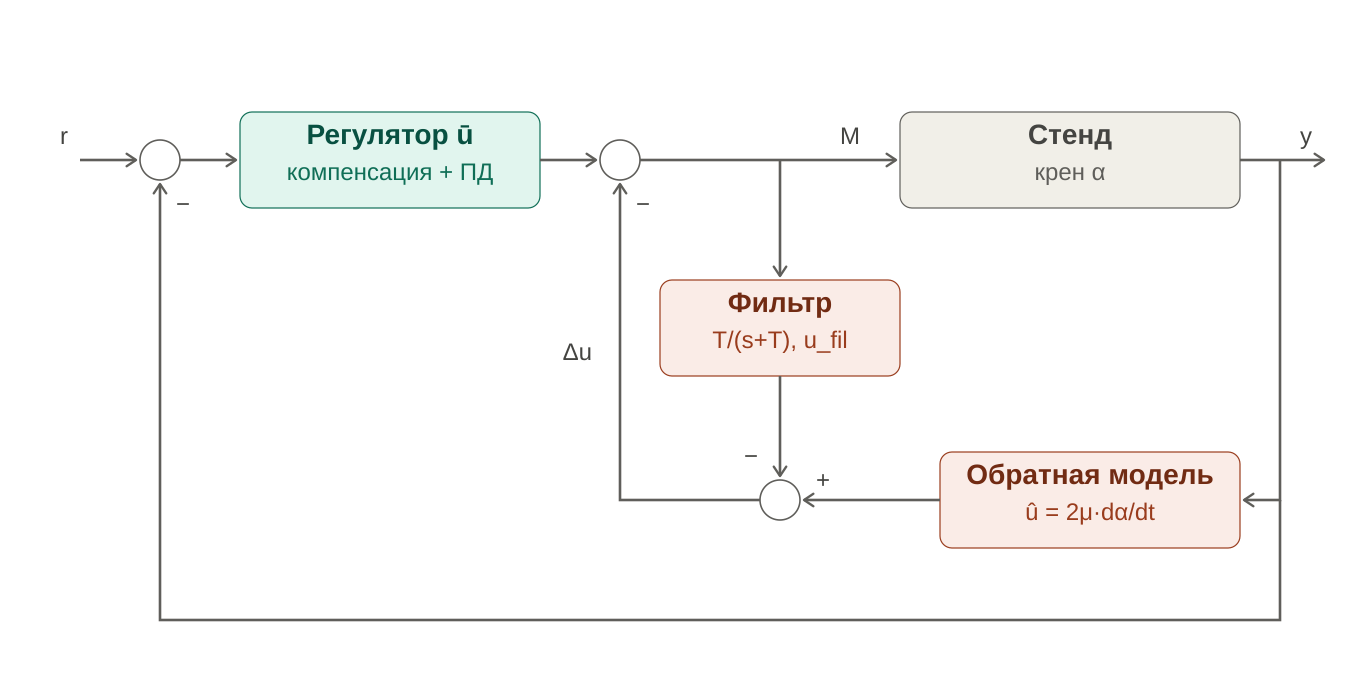 r
Регулятор ū
компенсация + ПД
M
Стенд
крен α
y
−
−
Фильтр
T/(s+T), u_fil
Δu
−
+
Обратная модель
û = 2μ·dα/dt